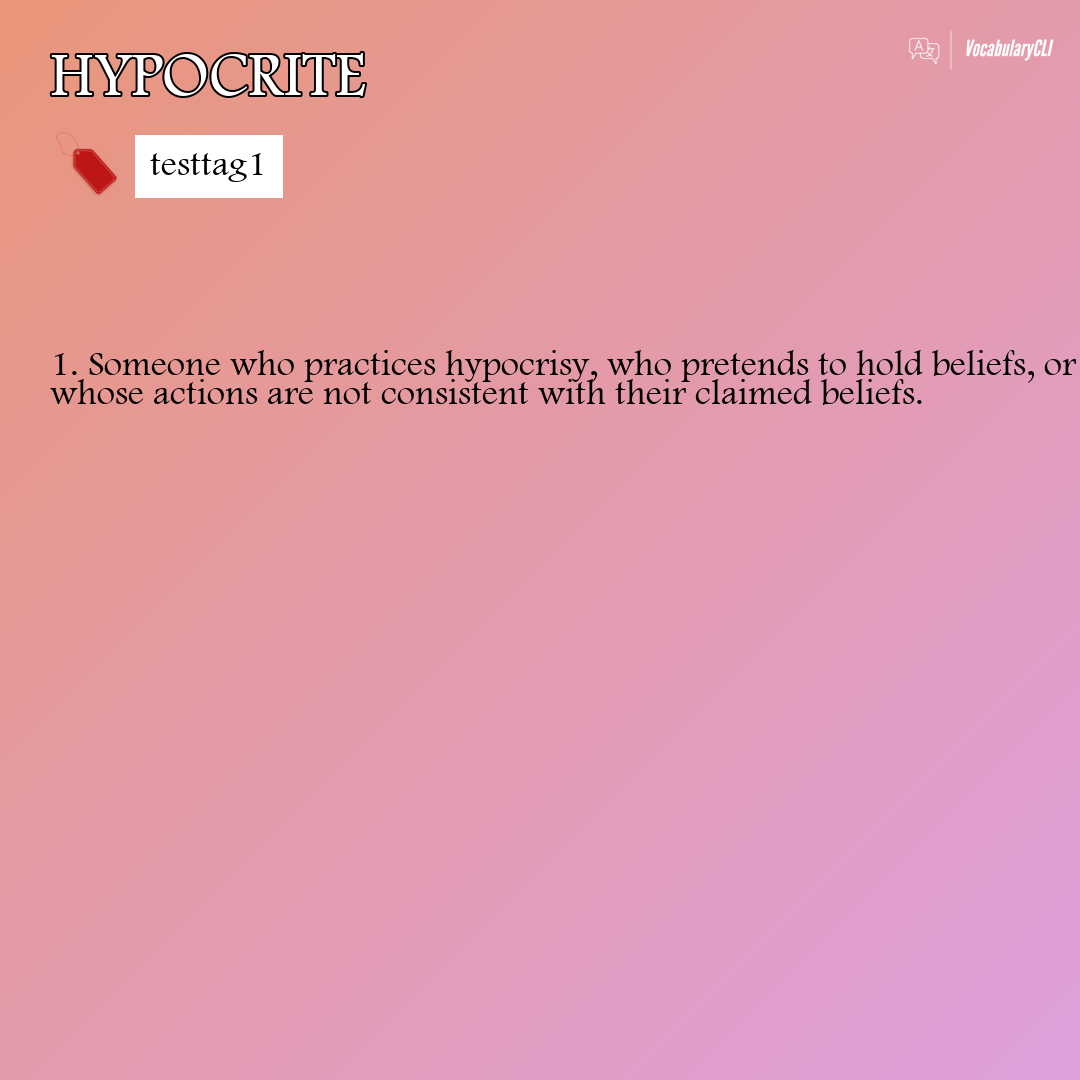 HYPOCRITE
VocabularyCLI
testtag1
1. Someone who practices hypocrisy, who pretends to hold beliefs, or
whose actions are not consistent with their claimed beliefs.